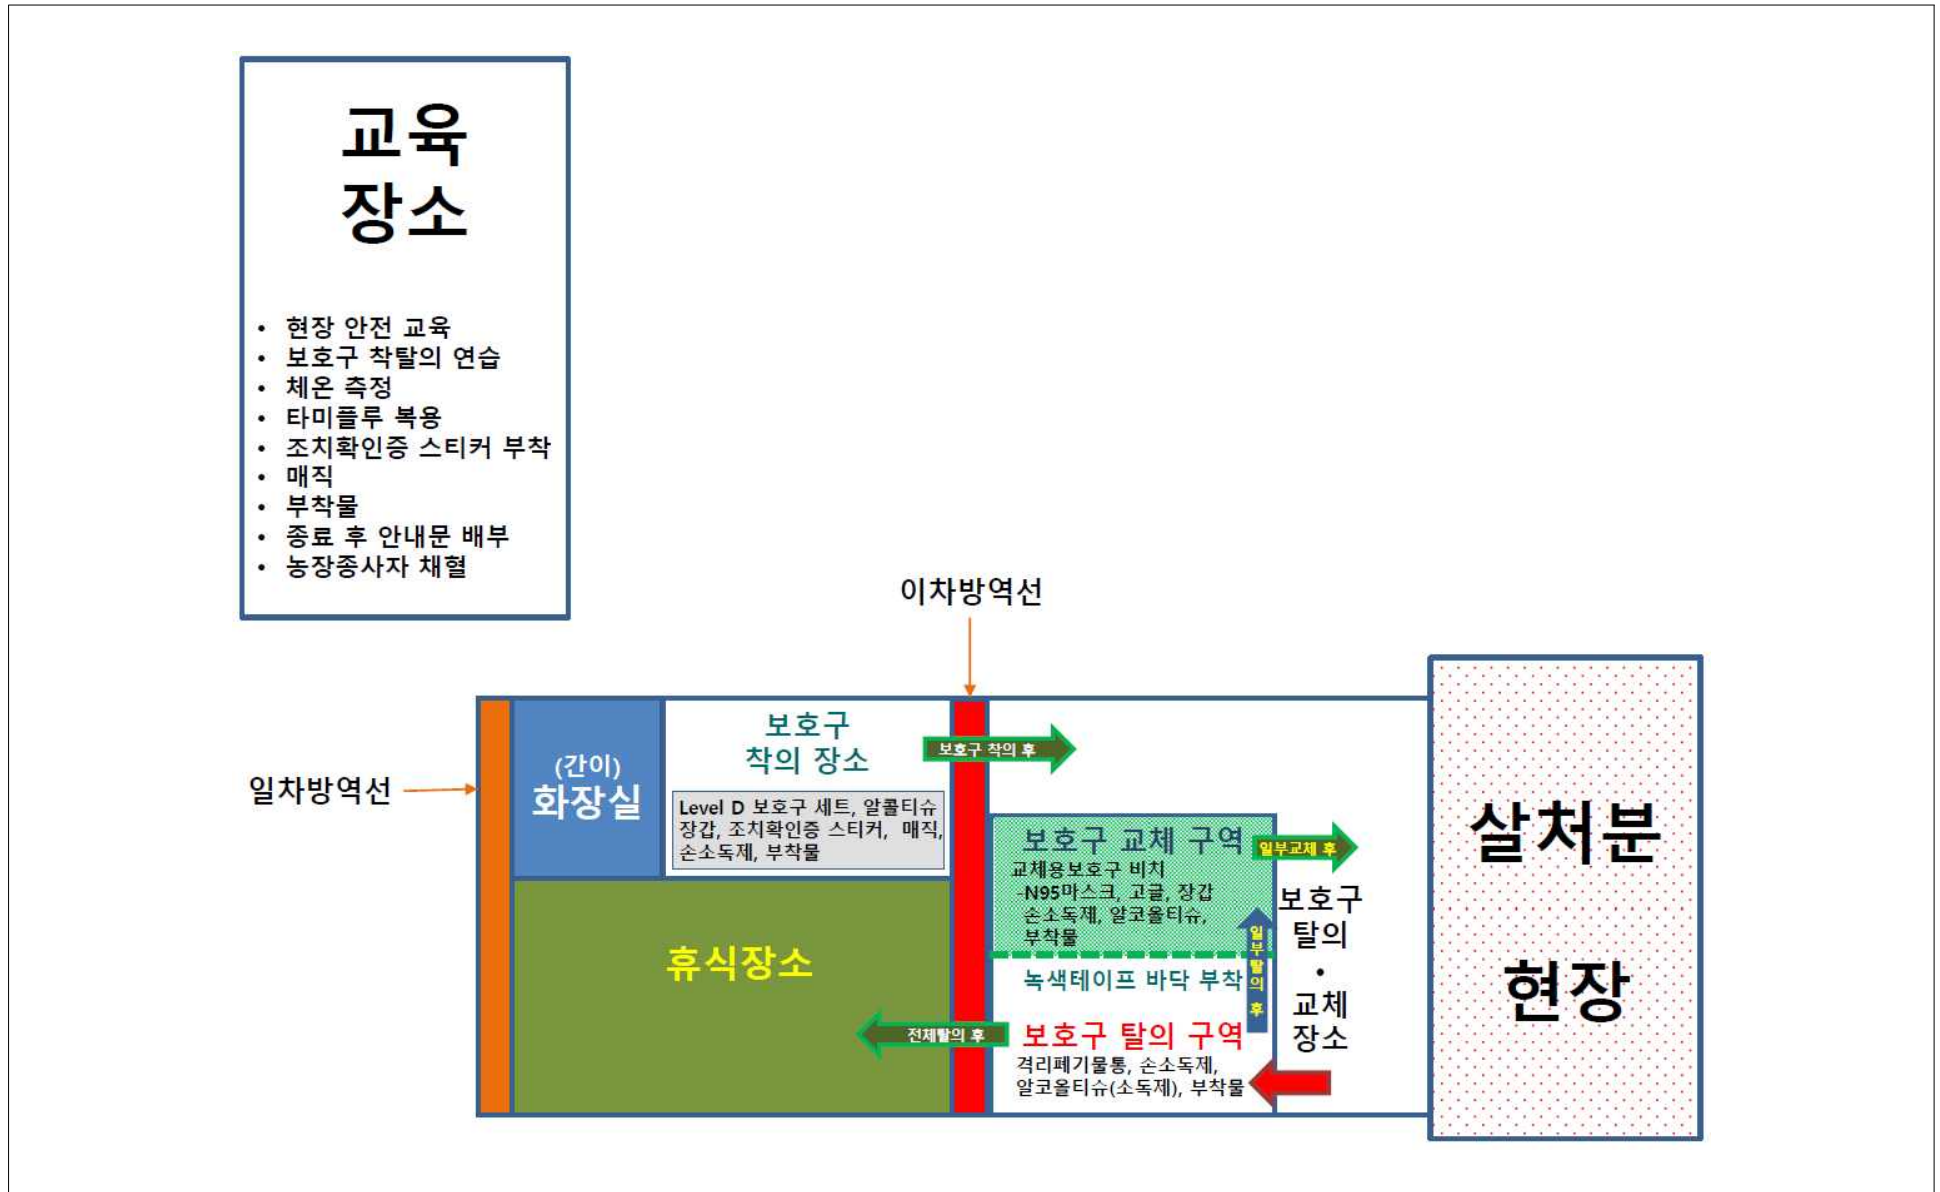 교육
장소
• 현장 안전 교육
• 보호구 착탈의 연습
• 체온 측정
• 타미플루 복용
• 조치확인증 스티커 부착
• 매직
• 부착물
• 종료 후 안내문 배부
• 농장종사자 채혈
이차방역선
일차방역선
(간이)
화장실
보호구
착의 장소
Level D 보호구 세트, 알콜티슈
장갑, 조치확인증 스티커, 매직,
손소독제, 부착물
보호구 착의 후
휴식장소
보호구 교체 구역
교체용보호구 비치
-N95마스크, 고글, 장갑
손소독제, 알코올티슈,
부착물
일부교체 후
일부탈의 후
녹색테이프 바닥 부착
전체탈의 후
보호구 탈의 구역
격리폐기물통, 손소독제,
알코올티슈(소독제), 부착물
보호구
탈의
·
교체
장소
살처분
현장